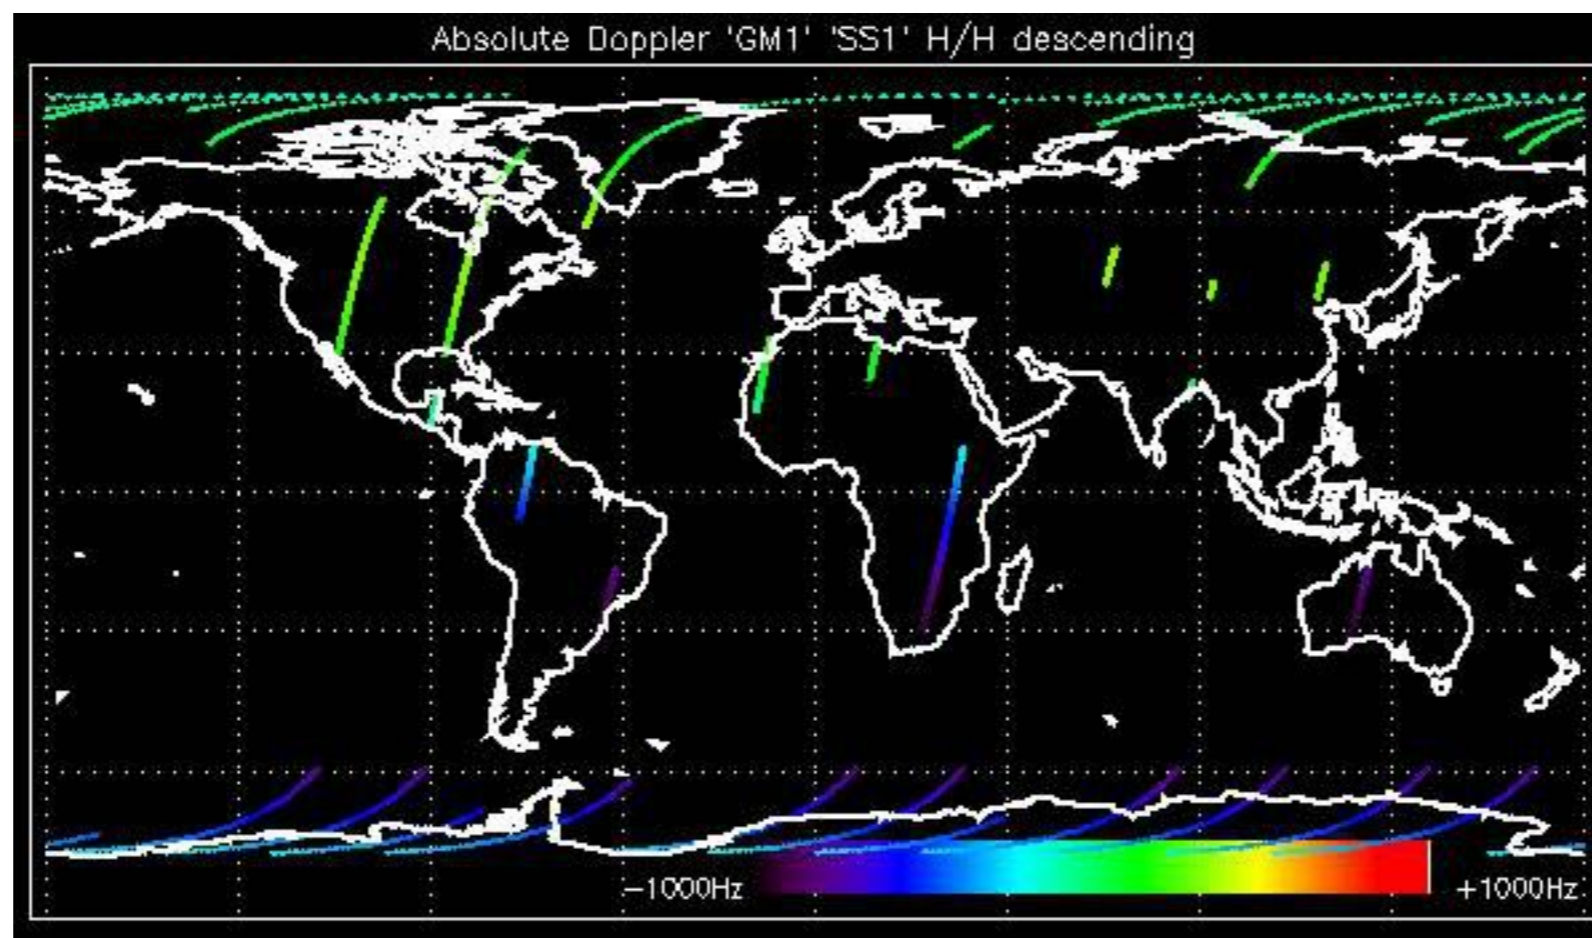 Absolute Doppler 'GM1' 'SS1' H/H descending
-1000Hz
+1000Hz